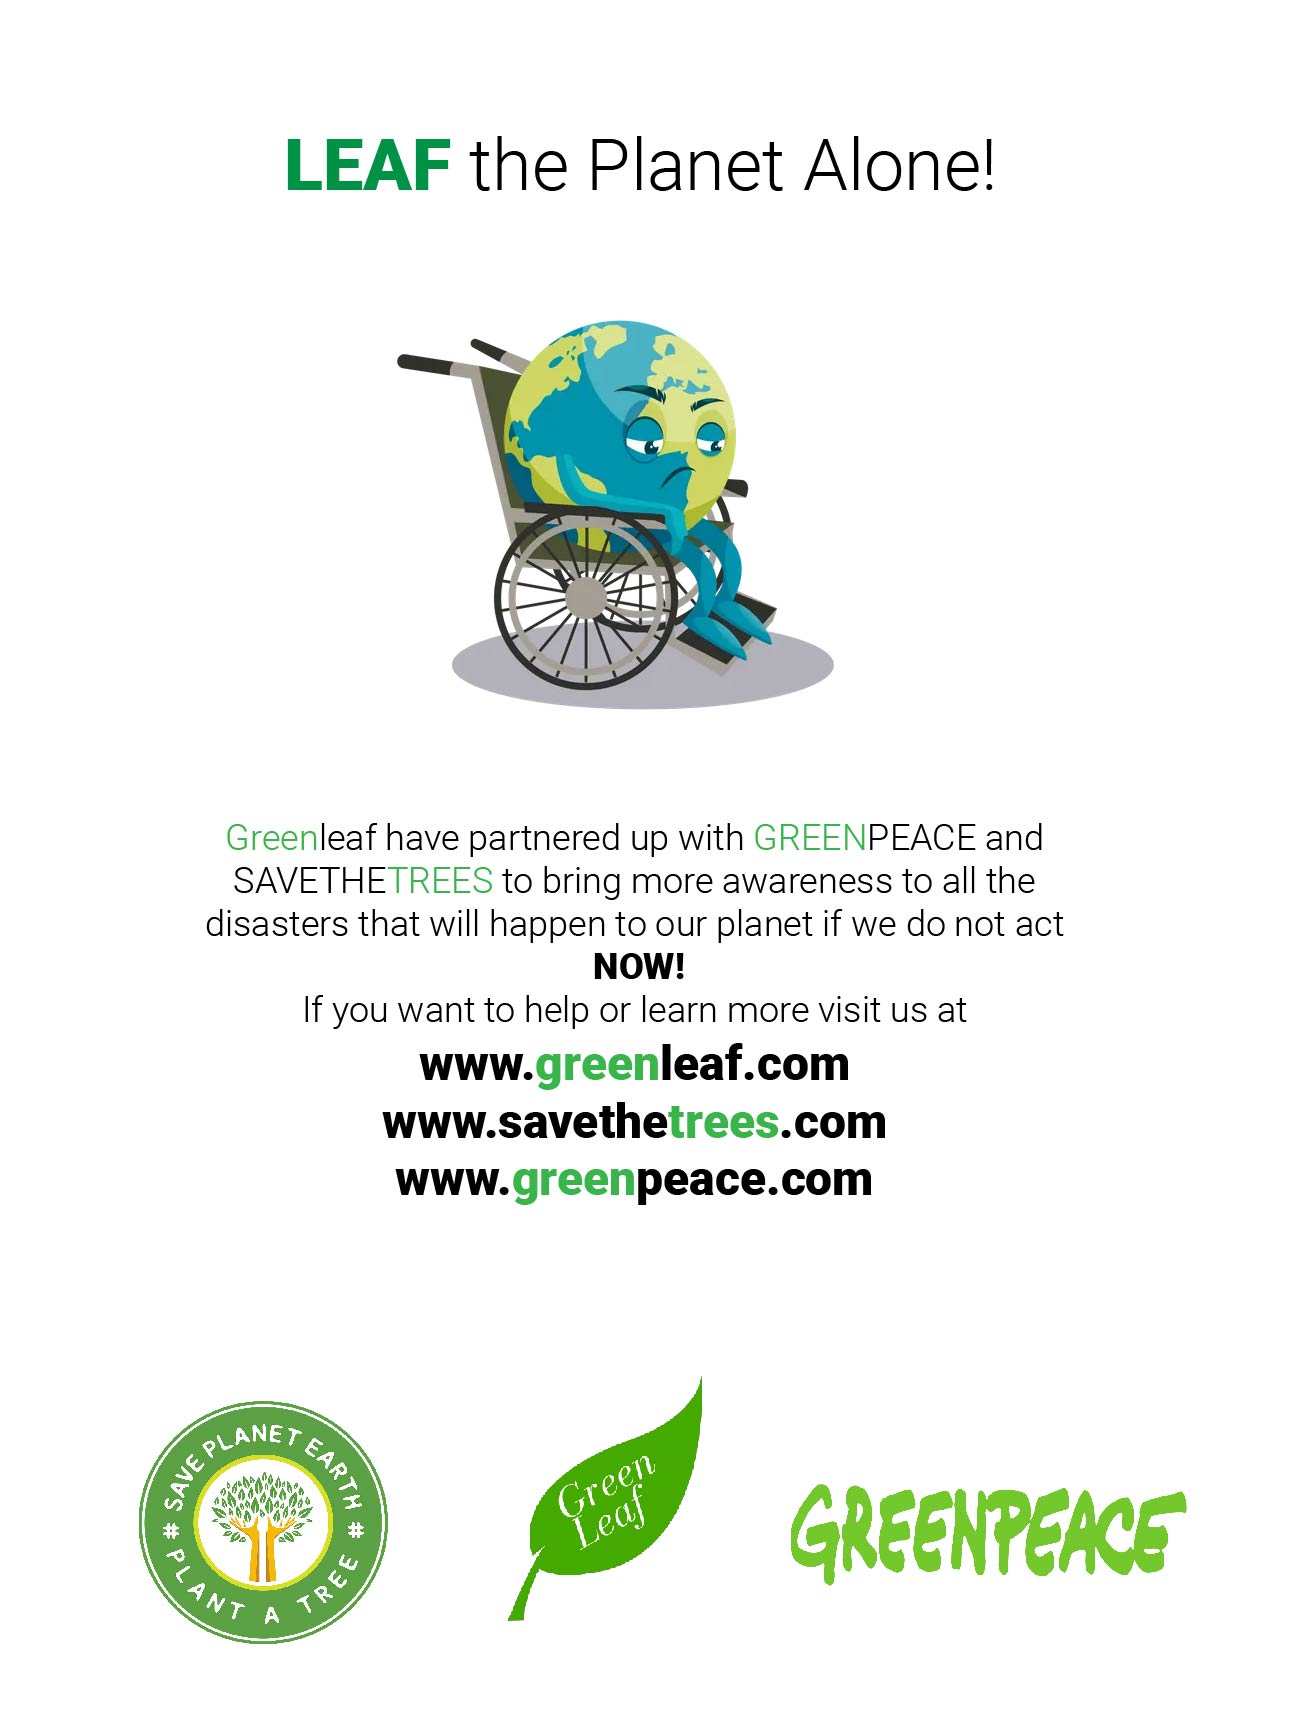 LEAF the Planet Alone!
Greenleaf have partnered up with GREENPEACE and
SAVETHETREES to bring more awareness to all the
disasters that will happen to our planet if we do not act
NOW!
If you want to help or learn more visit us at
www.greenleaf.com
www.savethetrees.com
www.greenpeace.com
# SAVE PLANET EARTH #
PLANT A TREE
Green
Leaf
GREENPEACE